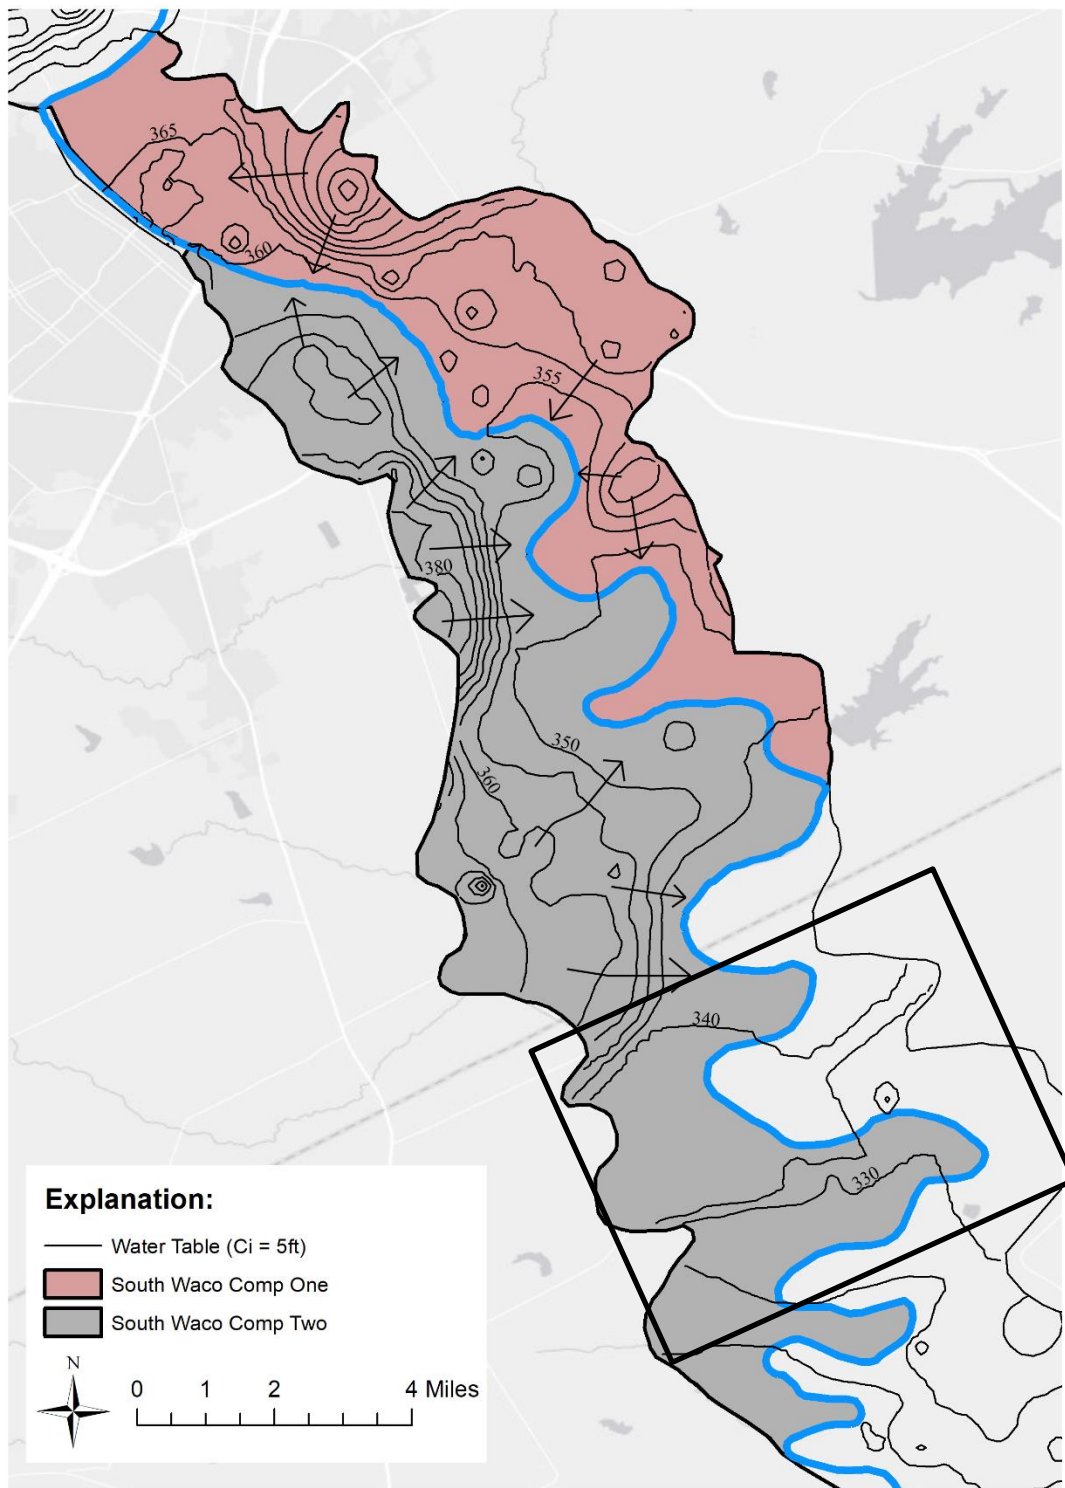 365
360
355
380
350
360
340
330
Explanation:
Water Table (Ci = 5ft)
South Waco Comp One
South Waco Comp Two
N
0 1 2 4 Miles